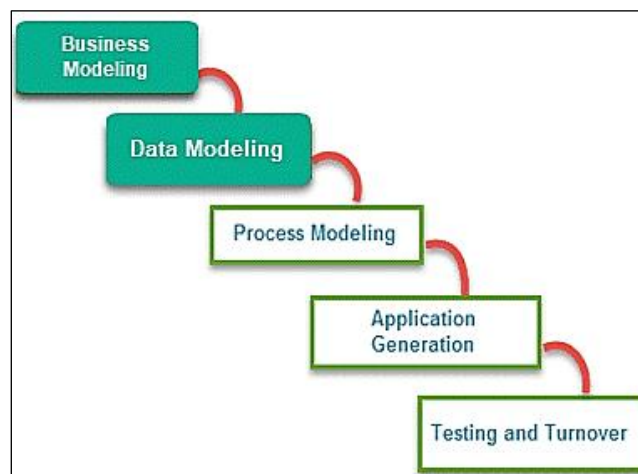 Business
Modeling
Data Modeling
Process Modeling
Application
Generation
Testing and Turnover